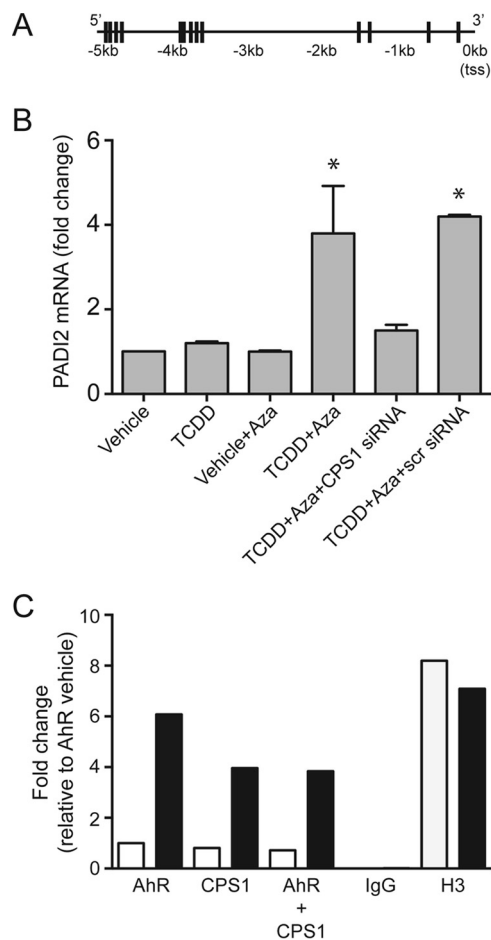 A
5' 3'
-5kb -4kb -3kb -2kb -1kb 0kb
(tss)
B
PADI2 mRNA (fold change)
6
4
2
0
* *
Vehicle
TCDD
Vehicle+Aza
TCDD+Aza
TCDD+Aza+CPS1 siRNA
TCDD+Aza+scr siRNA
C
Fold change
(relative to AhR vehicle)
10
8
6
4
2
0
AhR CPS1 AhR IgG H3
+
CPS1